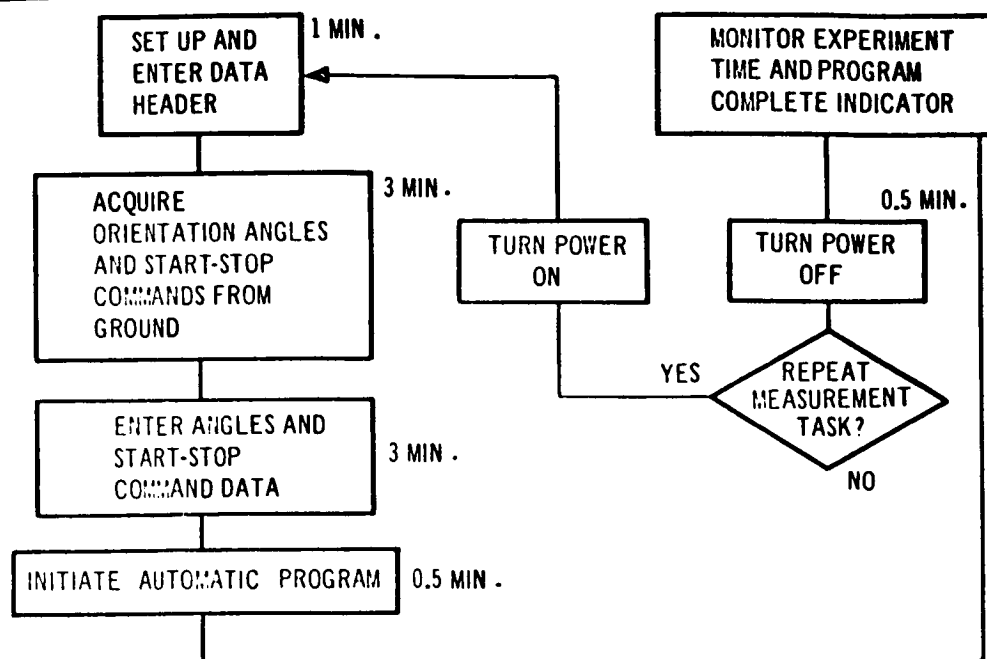 SET UP AND
ENTER DATA
HEADER
1 MIN.
ACQUIRE
ORIENTATION ANGLES
AND START-STOP
COMMANDS FROM
GROUND
3 MIN.
ENTER ANGLES AND
START-STOP
COMMAND DATA
3 MIN.
INITIATE AUTOMATIC PROGRAM
0.5 MIN.
MONITOR EXPERIMENT
TIME AND PROGRAM
COMPLETE INDICATOR
0.5 MIN.
TURN POWER
OFF
REPEAT
MEASUREMENT
TASK?
YES
NO
TURN POWER
ON